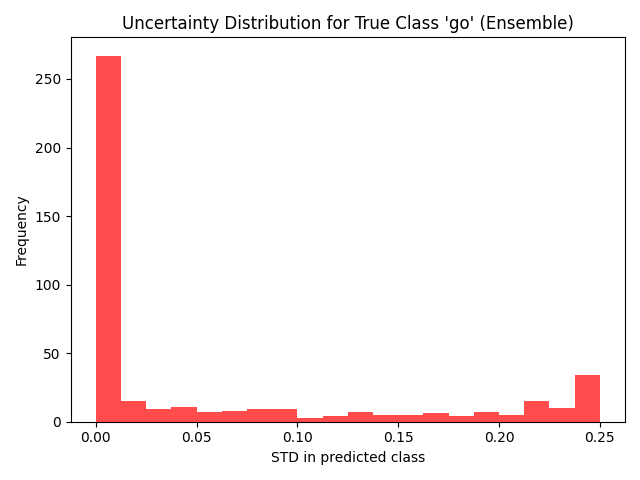 Uncertainty Distribution for True Class 'go' (Ensemble)
Frequency
250
200
150
100
50
0
0.00 0.05 0.10 0.15 0.20 0.25
STD in predicted class